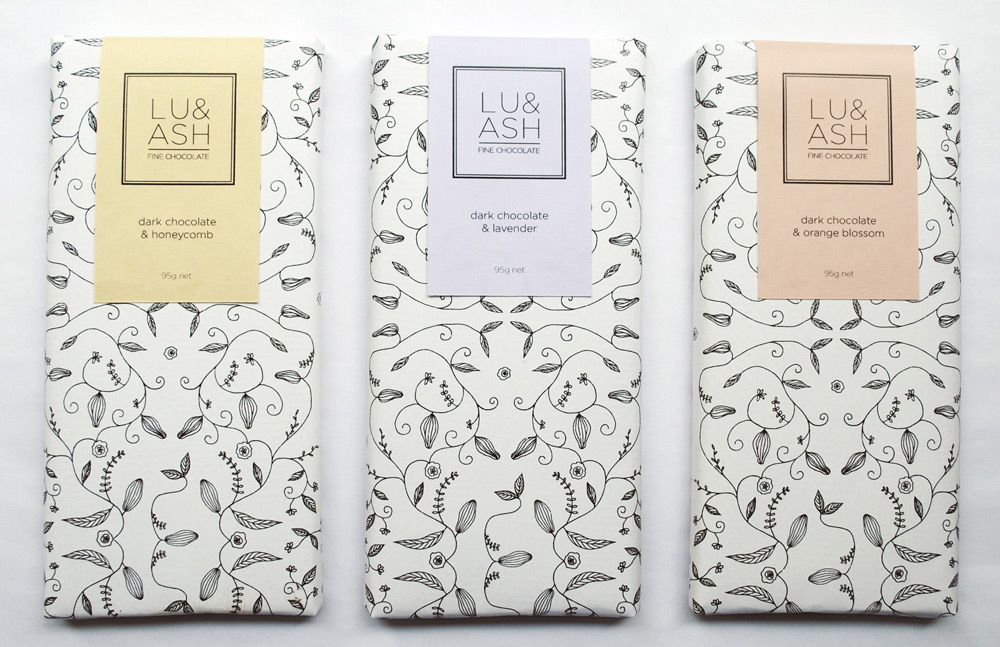 LU&
ASH
FINE CHOCOLATE
dark chocolate
& honeycomb
95g net
LU&
ASH
FINE CHOCOLATE
dark chocolate
& lavender
95g net
LU&
ASH
FINE CHOCOLATE
dark chocolate
& orange blossom
95g net